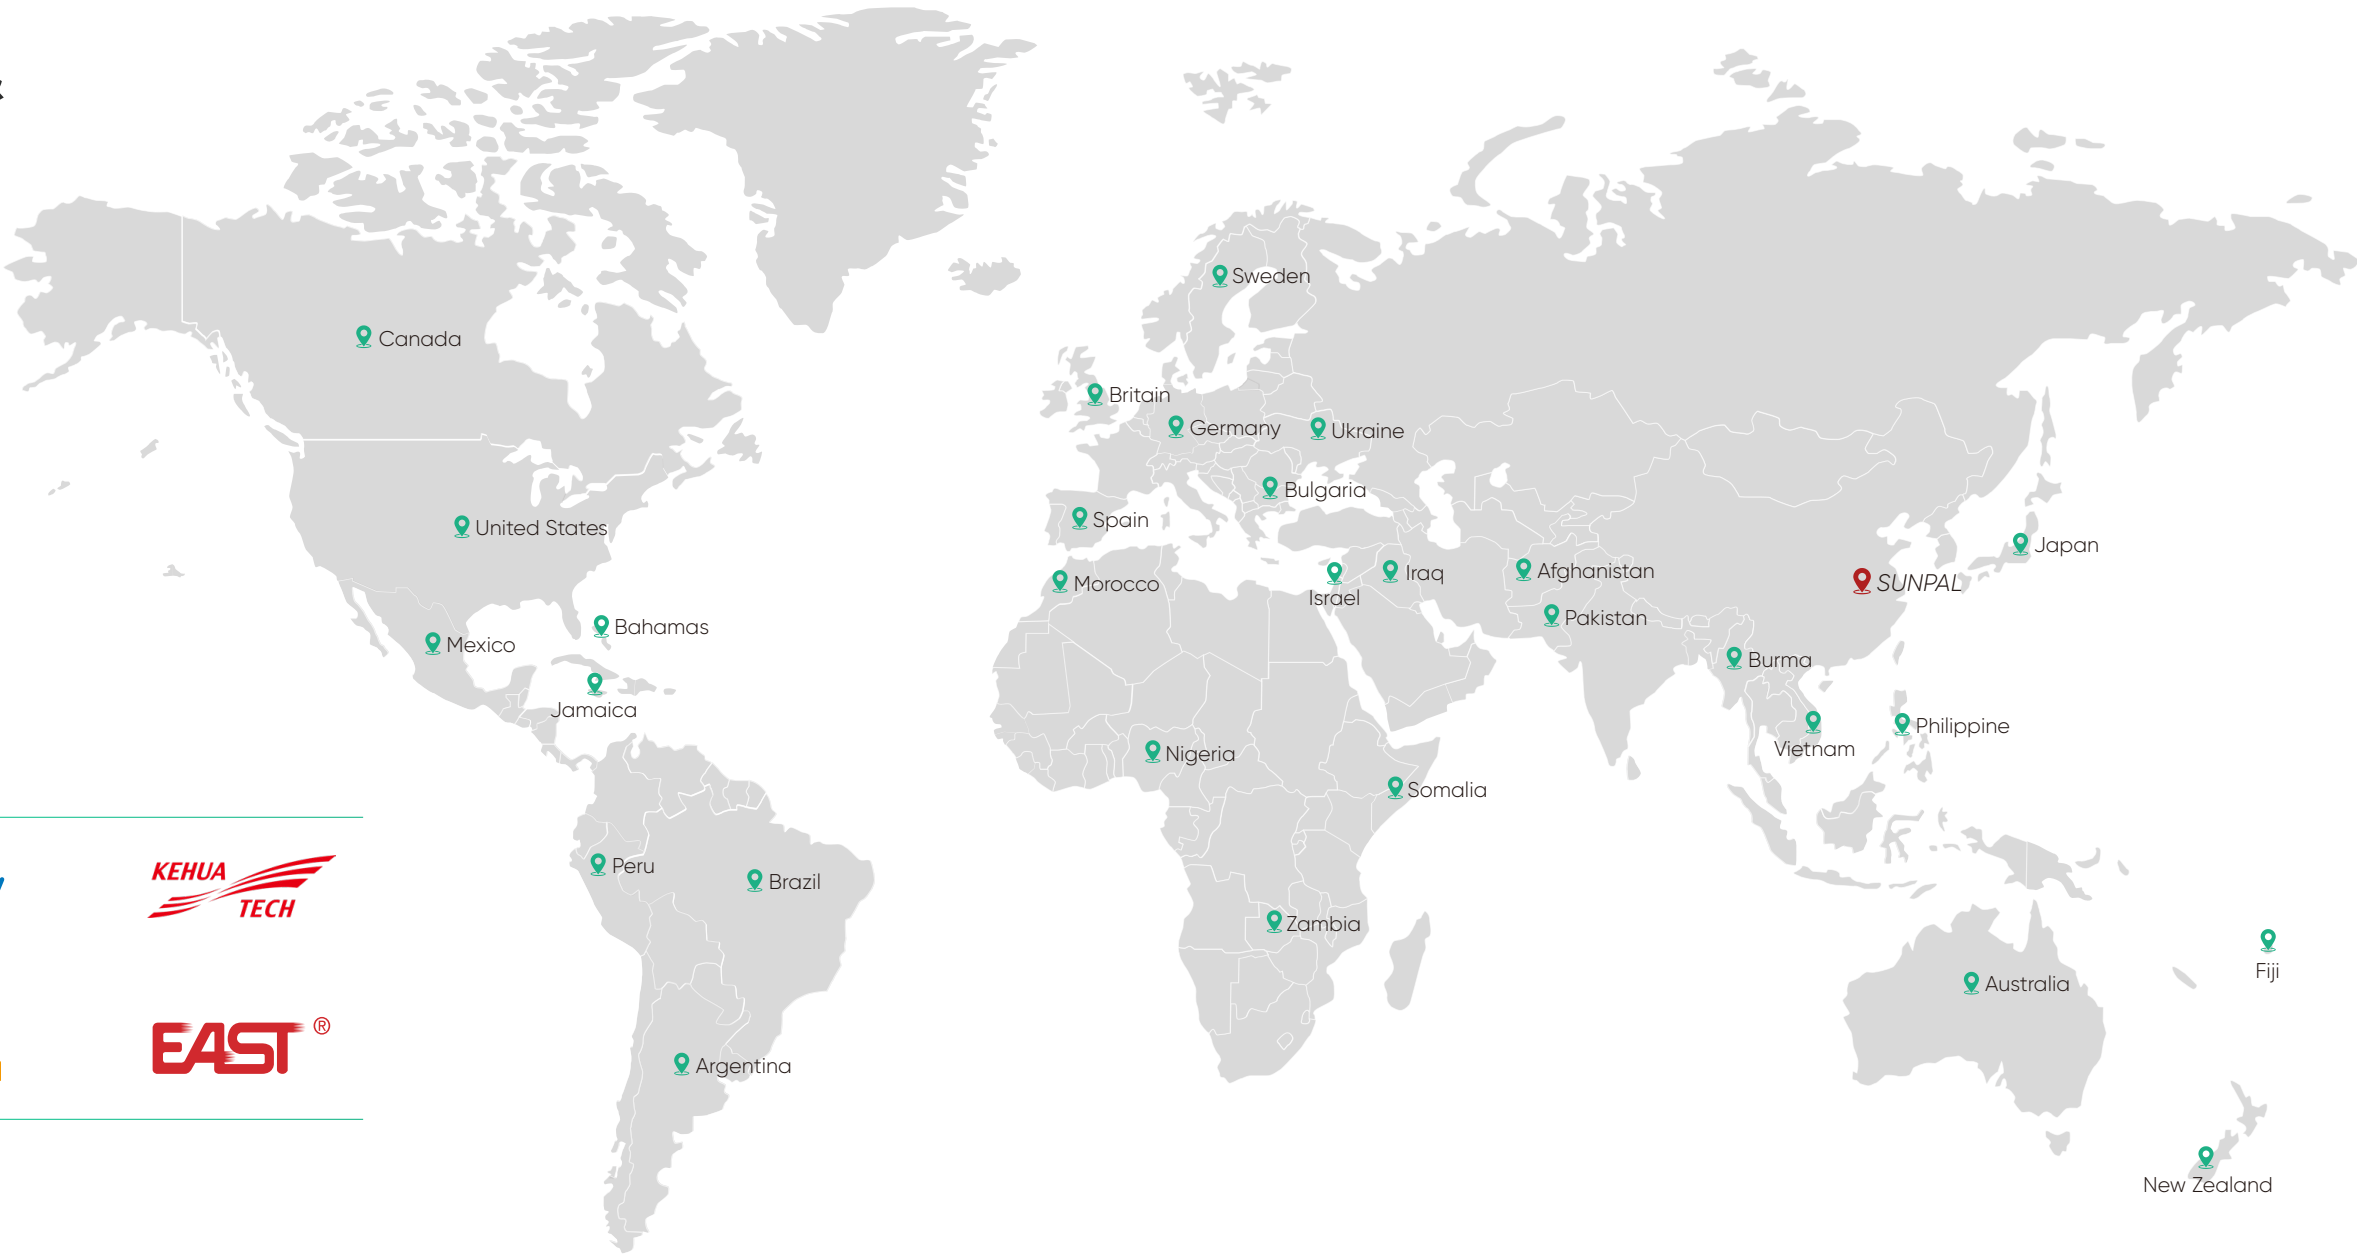 &
Sweden
Canada
Britain
Germany
Ukraine
Bulgaria
Spain
United States
Japan
Afghanistan
Iraq
SUNPAL
Morocco
Israel
Pakistan
Bahamas
Mexico
Burma
Jamaica
Philippine
Vietnam
Nigeria
Somalia
Peru
Brazil
KEHUA
TECH
Zambia
Fiji
Australia
EAST®
Argentina
New Zealand